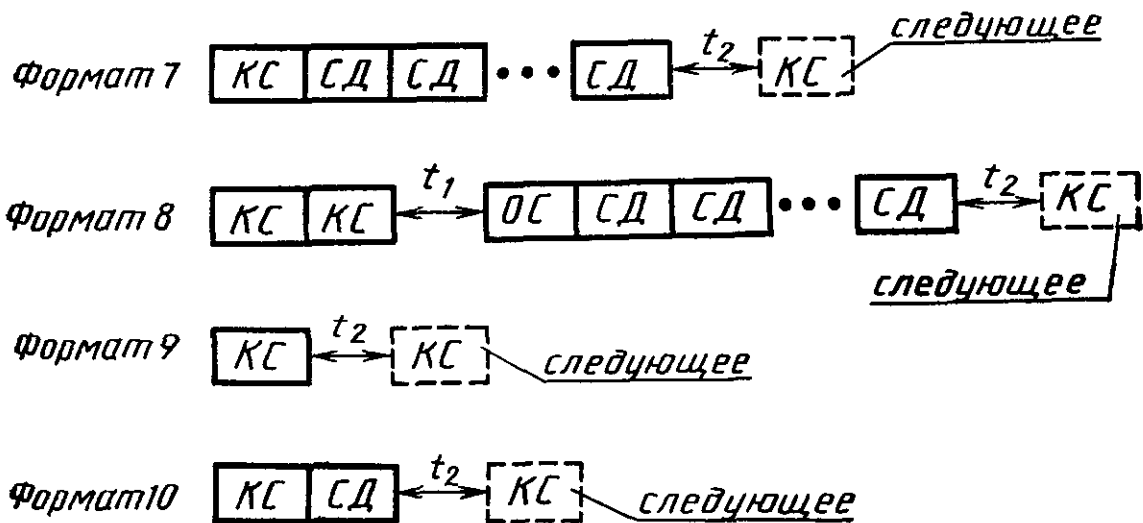 Формат 7 КС СД СД ••• СД t₂ КС следующее
Формат 8 КС КС t₁ ОС СД СД ••• СД t₂ КС следующее
Формат 9 КС t₂ КС следующее
Формат 10 КС СД t₂ КС следующее